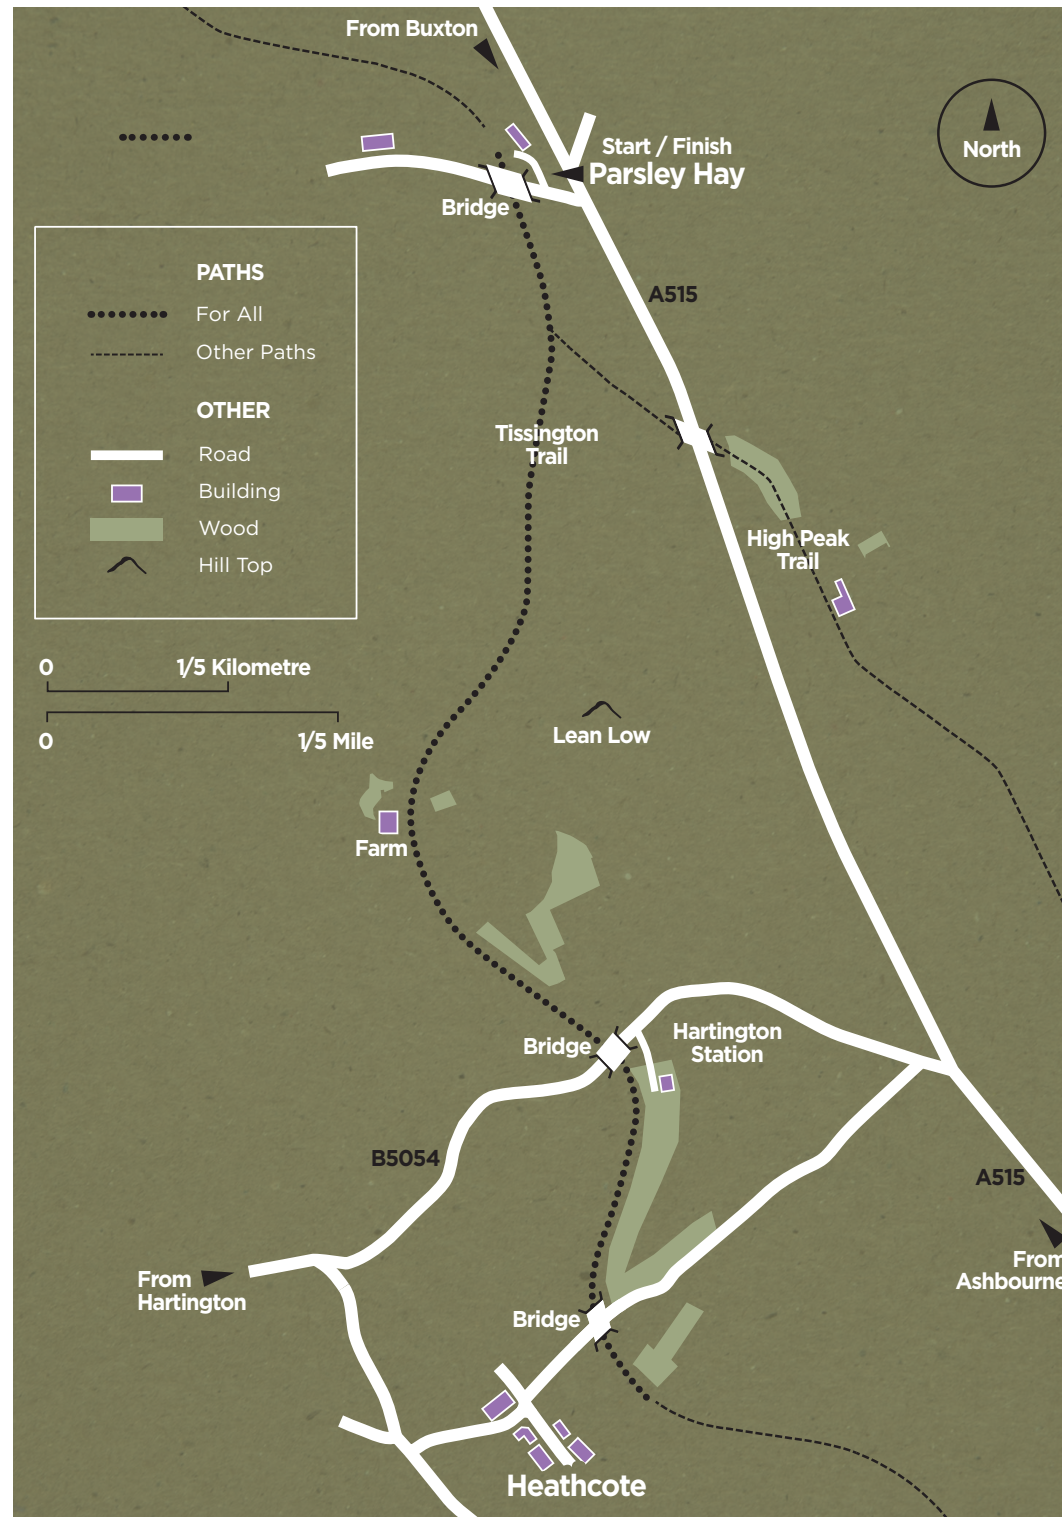 From Buxton
Start / Finish
Parsley Hay
North
Bridge
PATHS
For All
Other Paths
OTHER
Road
Building
Wood
Hill Top
A515
Tissington
Trail
High Peak
Trail
0
1/5 Kilometre
0
1/5 Mile
Lean Low
Farm
Bridge
Hartington
Station
B5054
A515
From
Hartington
From
Ashbourne
Bridge
Heathcote